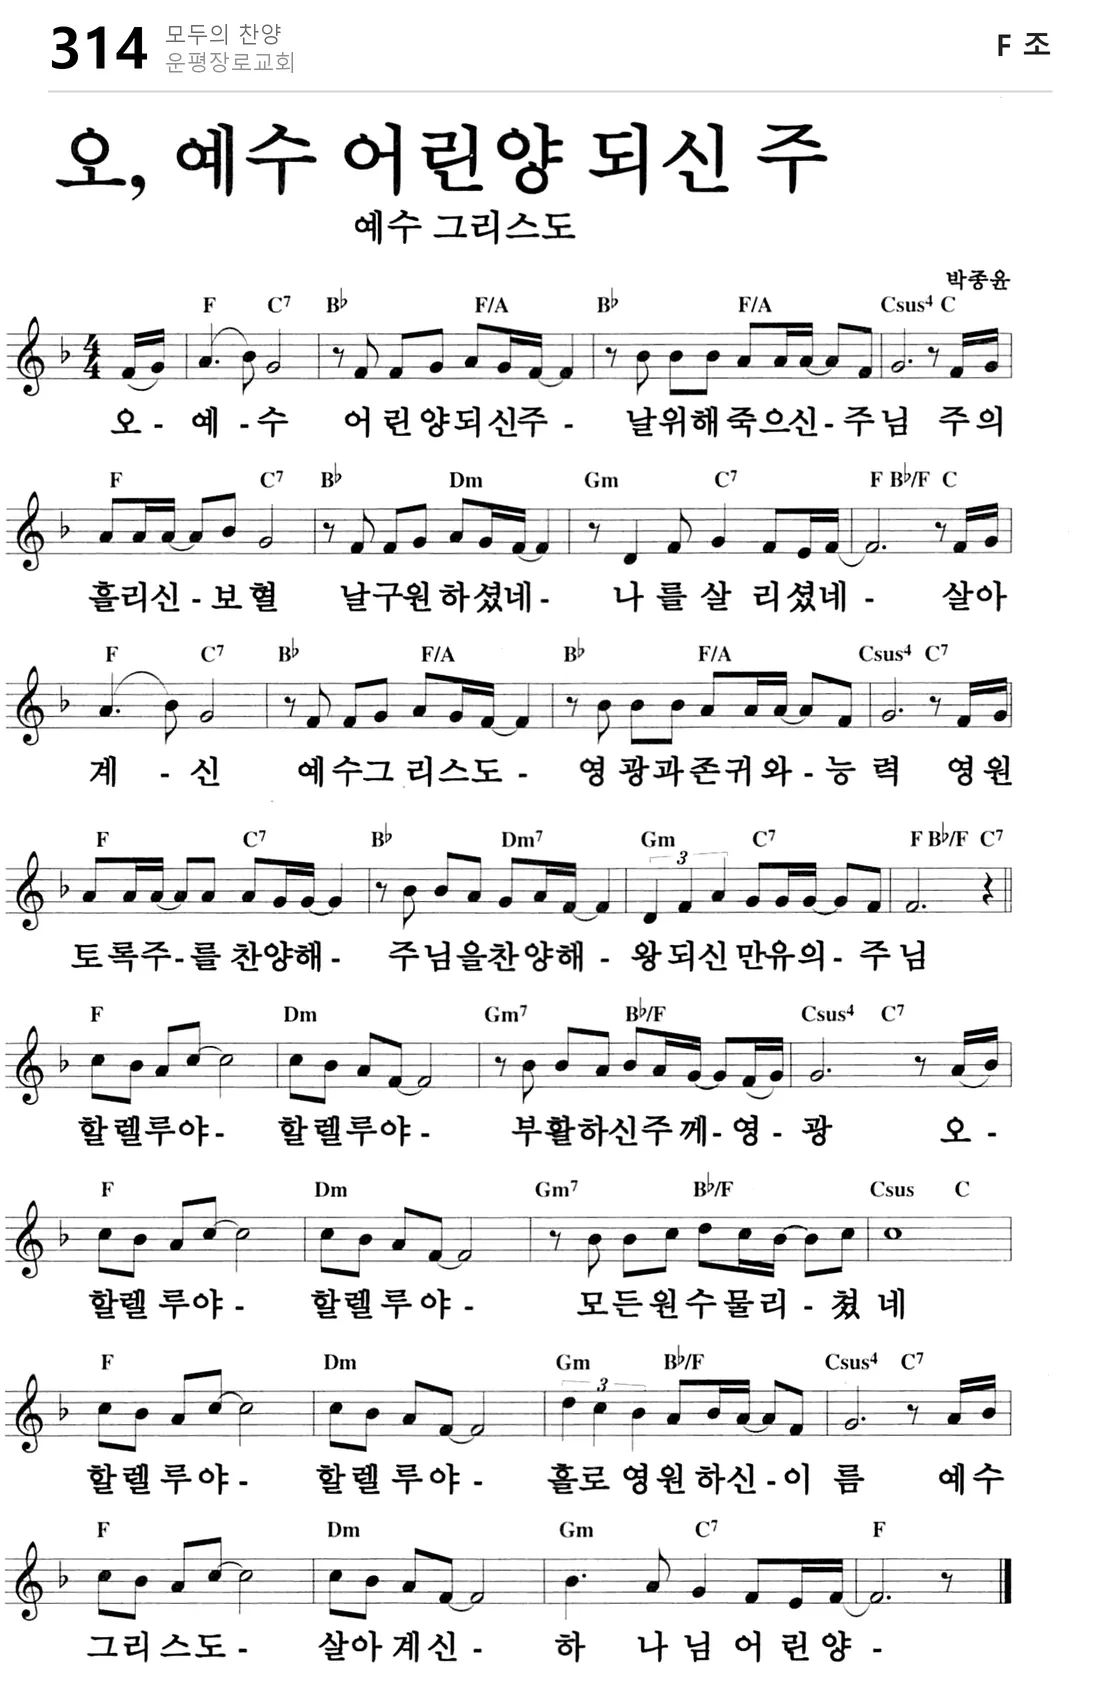 314 모두의 찬양
운평장로교회
F 조
오, 예수 어린양 되신 주
예수 그리스도
박종윤
F C7 B♭ F/A B♭ F/A Csus4 C
오 - 예 - 수 어 린 양 되 신 주 - 날 위 해 죽 으 신 - 주 님 주 의
F C7 B♭ Dm Gm C7 F B♭/F C
흘리신 - 보 혈 날구원하셨네 - 나 를 살 리 셨 네 - 살아
F C7 B♭ F/A B♭ F/A Csus4 C7
계 - 신 예수그리스도 - 영 광과존귀와 - 능 력 영 원
F C7 B♭ Dm7 Gm 3 C7 F B♭/F C7
토록주 - 를 찬양해 - 주님을찬양해 - 왕되신만유의 - 주 님
F Dm Gm7 B♭/F Csus4 C7
할렐루야 - 할렐루야 - 부활하신주께 - 영 - 광 오 -
F Dm Gm7 B♭/F Csus C
할렐루야 - 할렐루야 - 모든원수물리 - 쳤 네
F Dm Gm 3 B♭/F Csus4 C7
할렐루야 - 할렐루야 - 홀로 영원하신 - 이 름 예수
F Dm Gm C7 F
그리스도 - 살아계신 - 하 나 님 어 린 양 -